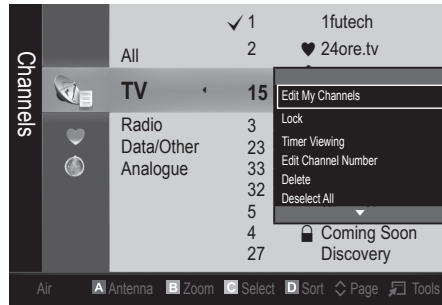 Channels
✓ 1 1futech
All 2 ♥ 24ore.tv
TV 15
Edit My Channels
Lock
Timer Viewing
Edit Channel Number
Delete
Deselect All
Radio 3
Data/Other 23
Analogue 33
32
5
4 Coming Soon
27 Discovery
Air A Antenna B Zoom C Select D Sort Page Tools